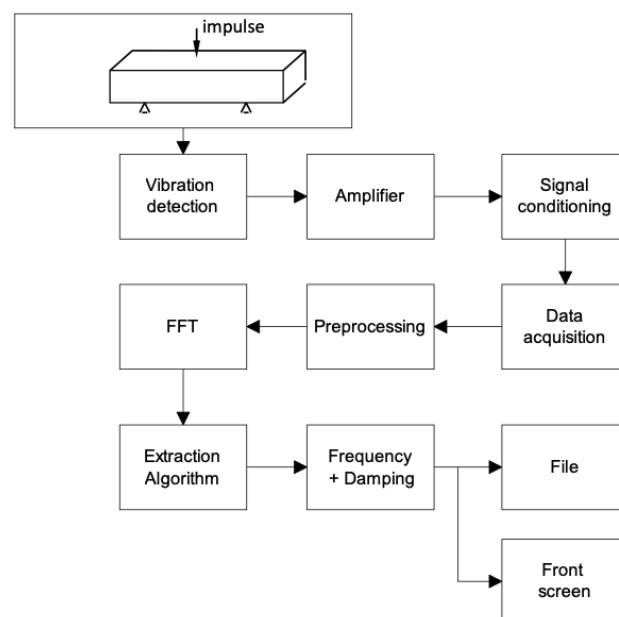 impulse
Vibration
detection
Amplifier
Signal
conditioning
FFT
Preprocessing
Data
acquisition
Extraction
Algorithm
Frequency
+ Damping
File
Front
screen